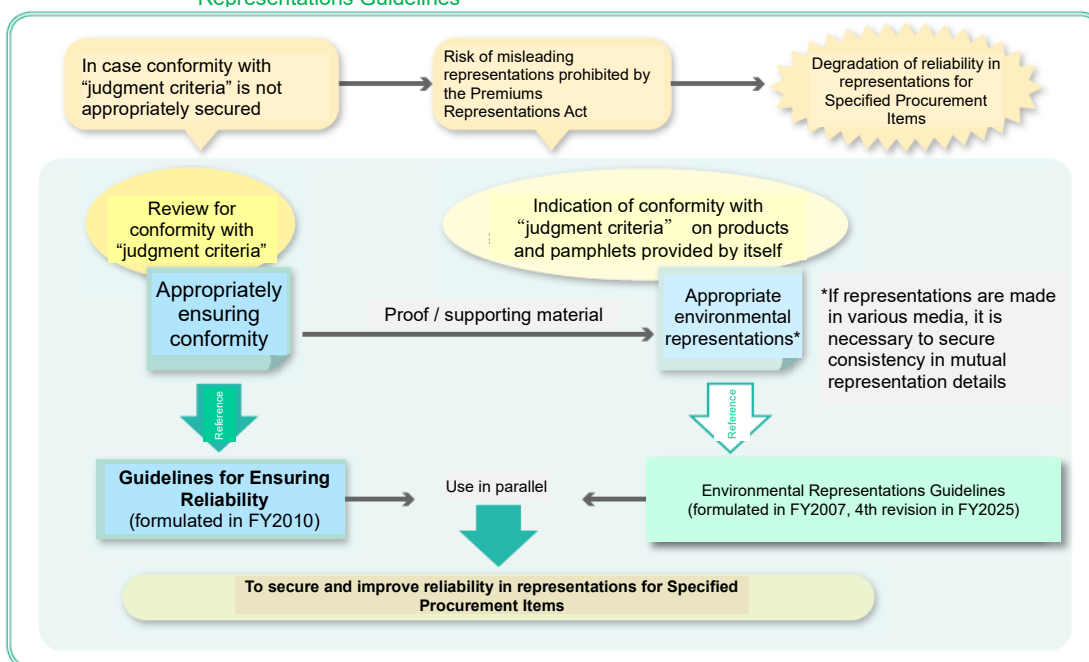 Representations Guidelines
In case conformity with
“judgment criteria” is not
appropriately secured
Risk of misleading
representations prohibited by
the Premiums
Representations Act
Degradation of reliability in
representations for
Specified Procurement
Items
Review for
conformity with
“judgment criteria”
Indication of conformity with
“judgment criteria” on products
and pamphlets provided by itself
Appropriately
ensuring
conformity
Proof / supporting material
Appropriate
environmental
representations*
*If representations are made
in various media, it is
necessary to secure
consistency in mutual
representation details
Reference
Reference
Guidelines for Ensuring
Reliability
(formulated in FY2010)
Use in parallel
Environmental Representations Guidelines
(formulated in FY2007, 4th revision in FY2025)
To secure and improve reliability in representations for Specified
Procurement Items